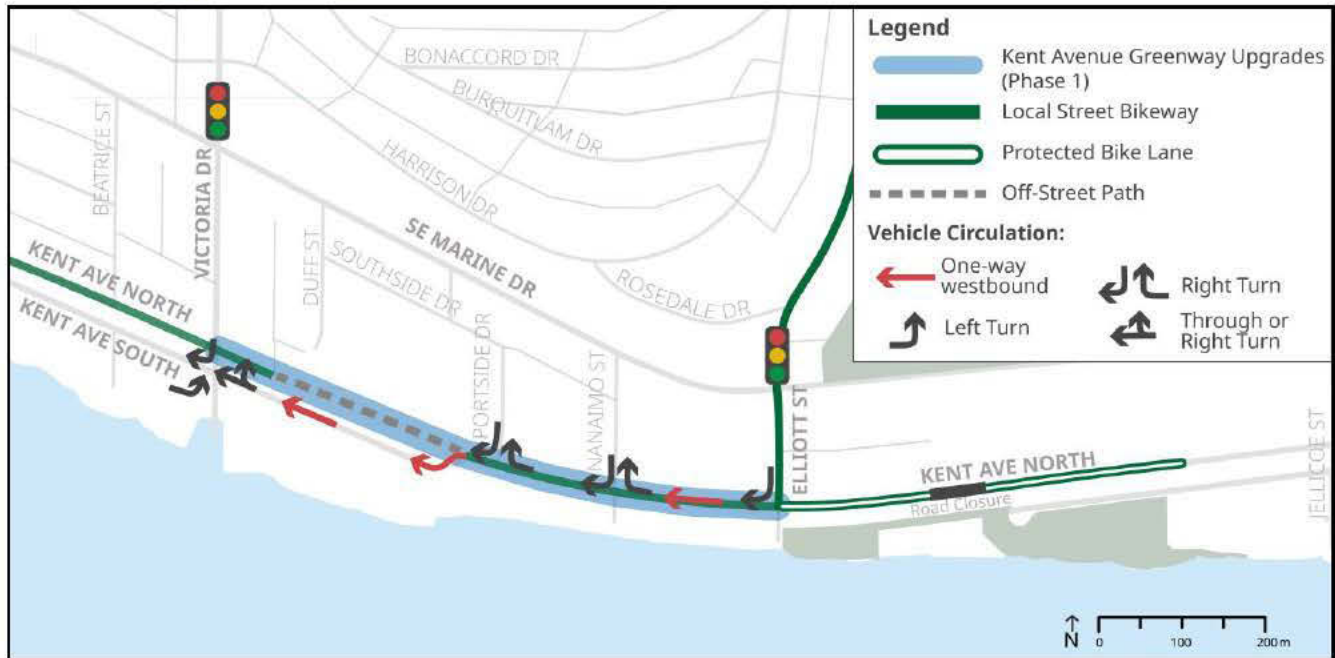 Legend
Kent Avenue Greenway Upgrades
(Phase 1)
Local Street Bikeway
Protected Bike Lane
Off-Street Path
Vehicle Circulation:
One-way
westbound
Right Turn
Left Turn
Through or
Right Turn
BONACCORD DR
BURQUITLAM DR
HARRISON DR
BEATRICE ST
VICTORIA DR
SE MARINE DR
ROSEDALE DR
KENT AVE NORTH
KENT AVE SOUTH
DUFF ST
SOUTHSIDE DR
PORTSIDE DR
NANAIMO ST
ELLIOTT ST
KENT AVE NORTH
Road Closure
JELLICOE ST
N
0 100 200 m